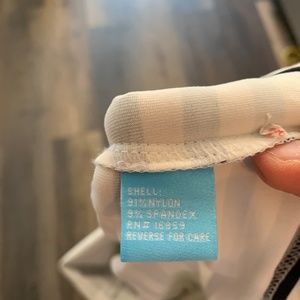 SHELL:
91% NYLON
9% SPANDEX
RN# 16959
REVERSE FOR CARE